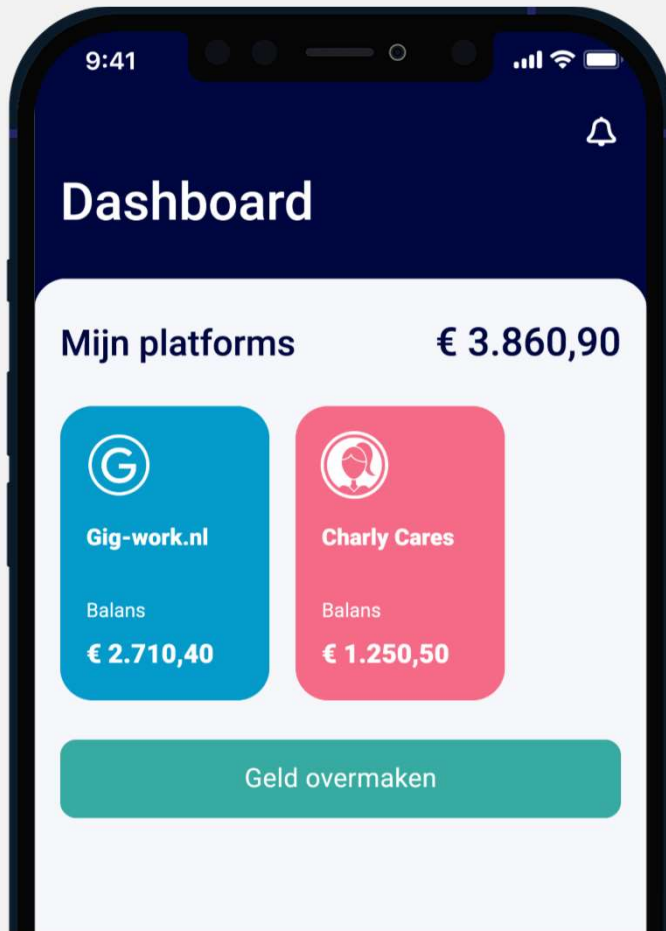 9:41
Dashboard
Mijn platforms € 3.860,90
G
Gig-work.nl
Balans
€ 2.710,40
Charly Cares
Balans
€ 1.250,50
Geld overmaken